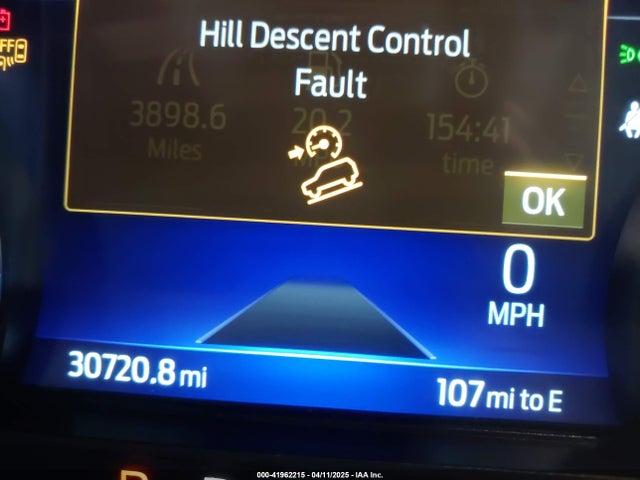 Hill Descent Control
Fault
OFF
3898.6
20.2
154:41
Miles
time
OK
0
MPH
30720.8 mi
107 mi to E
000-41962215 - 04/11/2025 - IAA Inc.